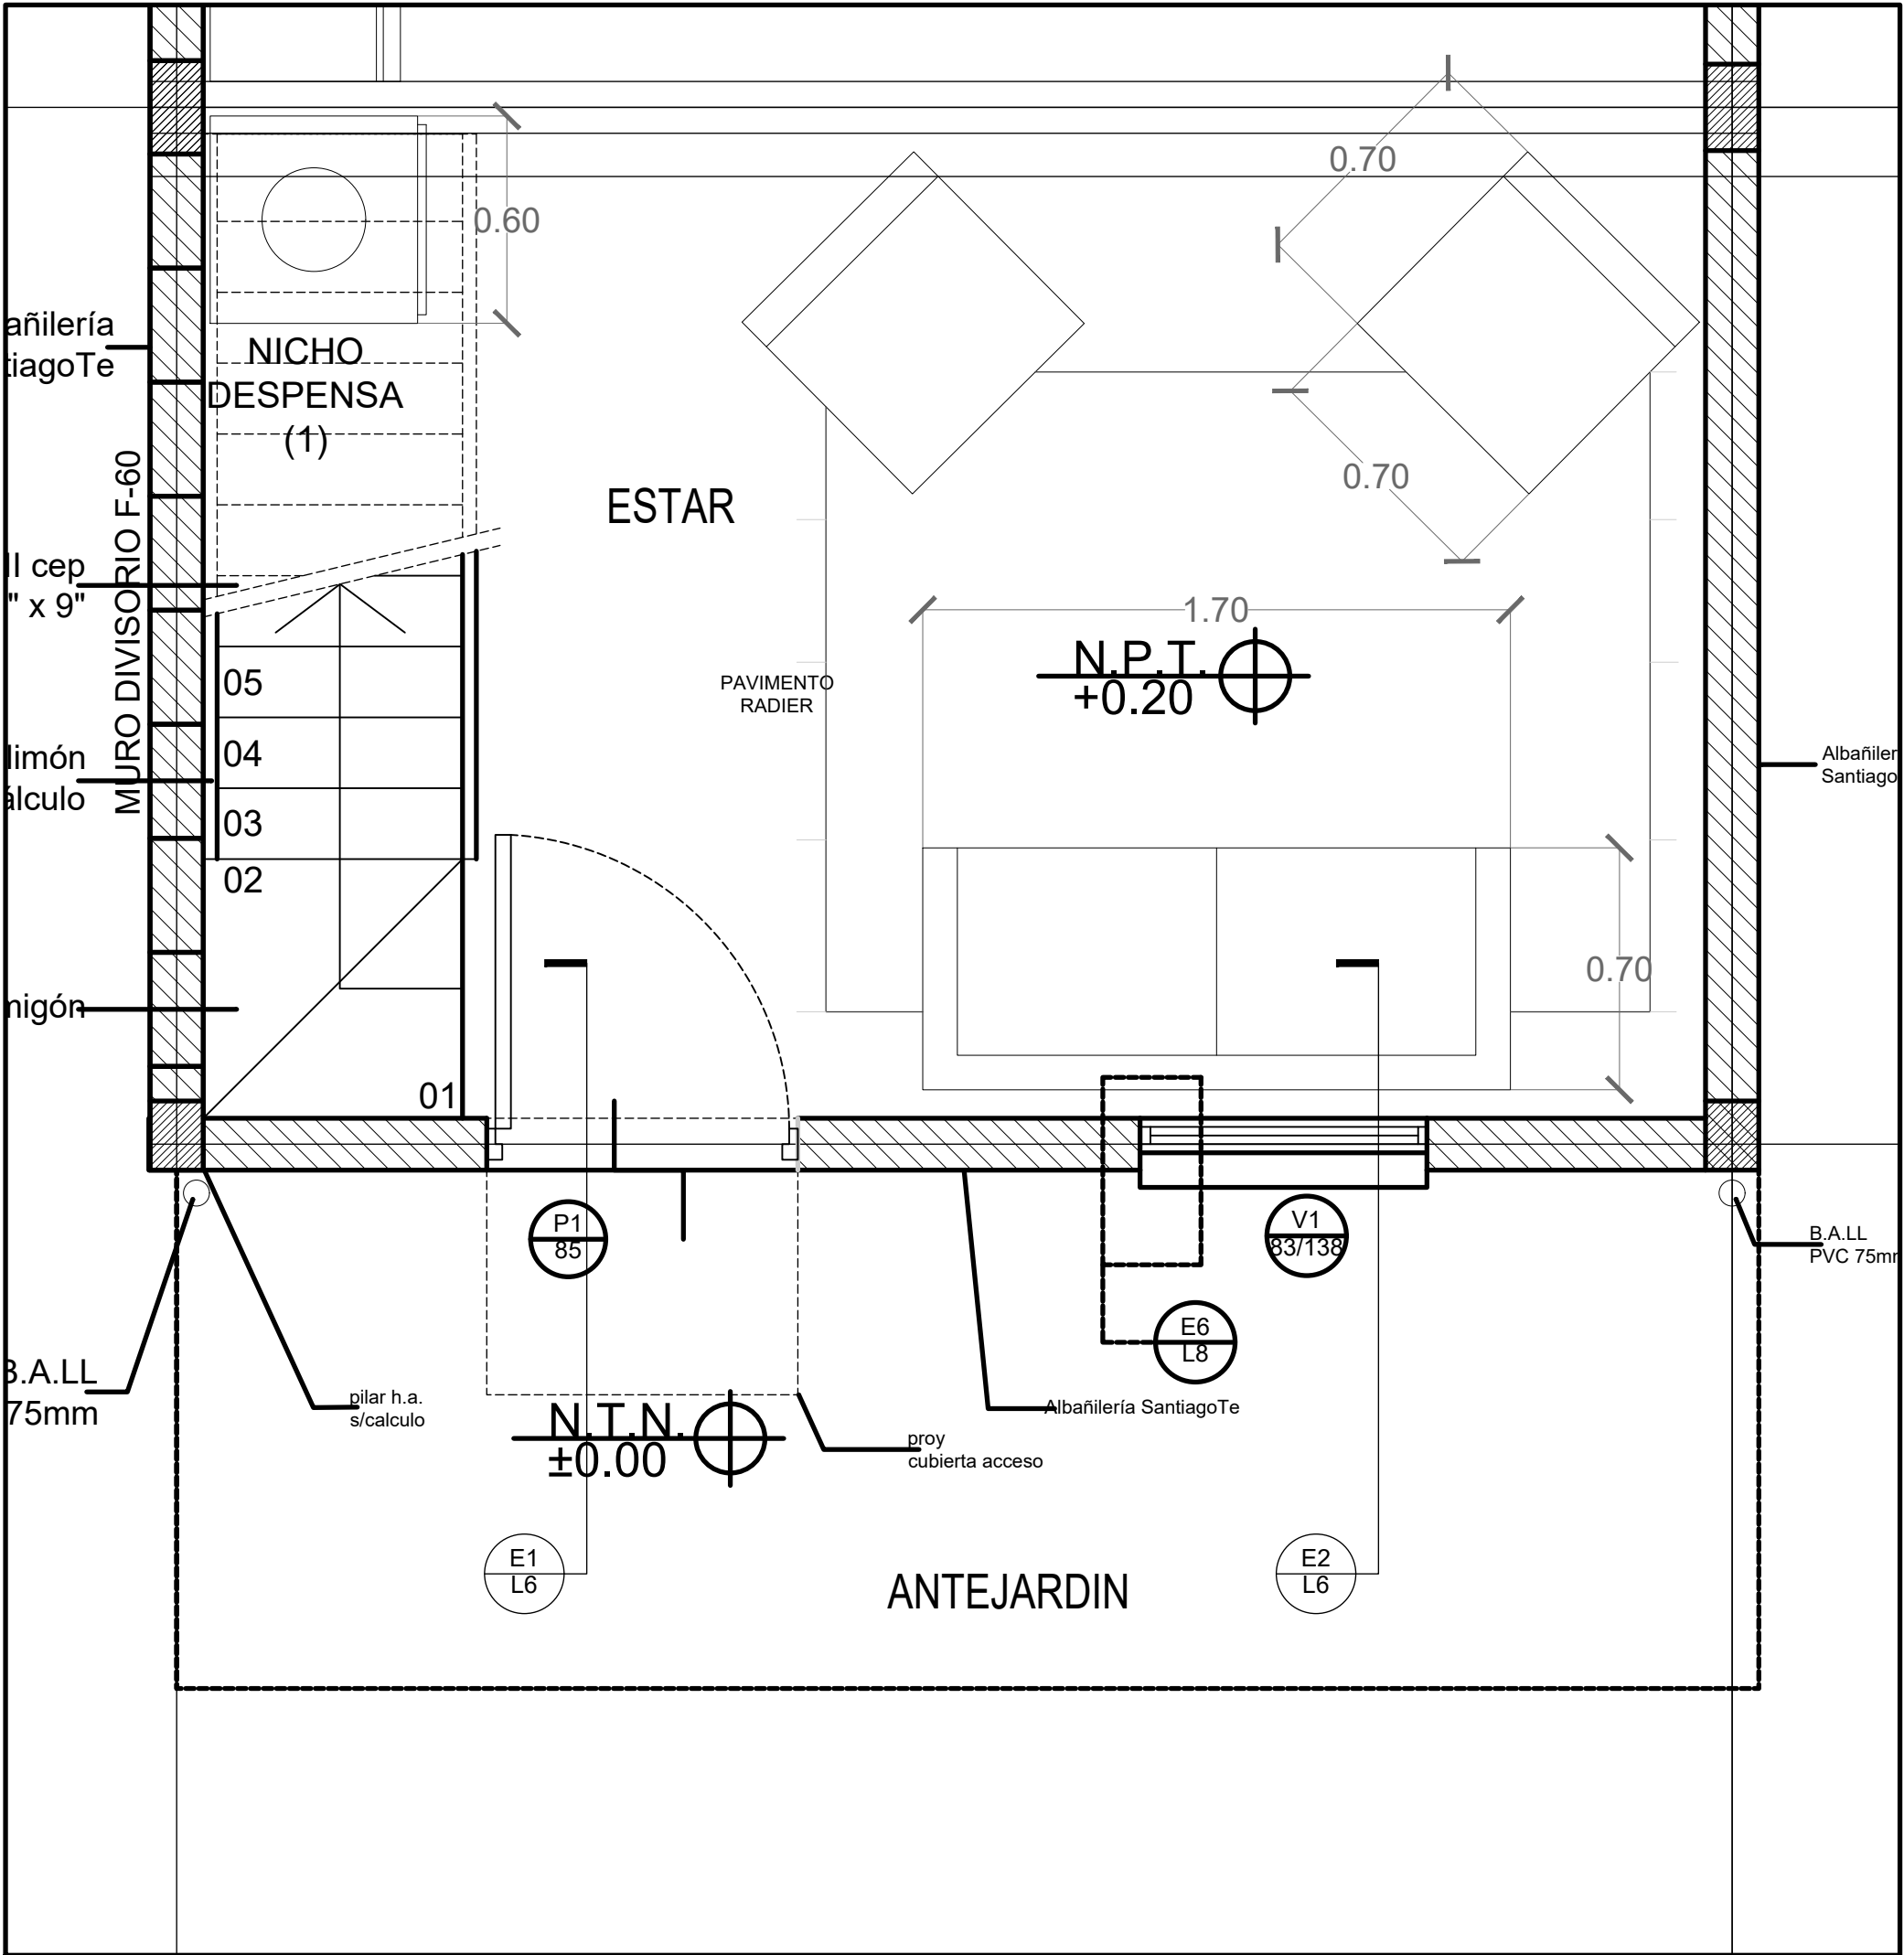 0.70
0.60
añilería
tiagoTe
NICHO
DESPENSA
(1)
MURO DIVISORIO F-60
ESTAR
0.70
ll cep
" x 9"
1.70
N.P.T.
+0.20
PAVIMENTO
RADIER
05
04
03
02
01
limón
álculo
Albañiler
Santiago
0.70
migón
P1
85
V1
83/138
B.A.LL
PVC 75mm
E6
L8
B.A.LL
75mm
pilar h.a.
s/calculo
N.T.N.
±0.00
Albañilería SantiagoTe
proy
cubierta acceso
E1
L6
E2
L6
ANTEJARDIN